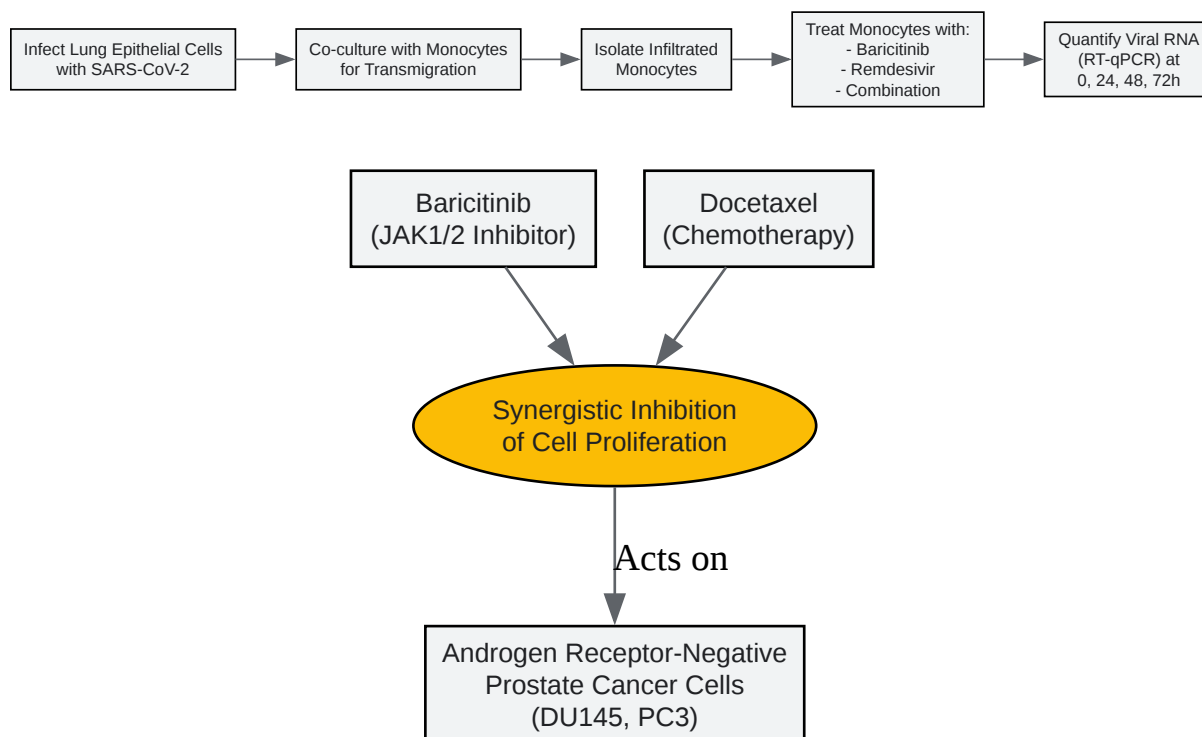 Infect Lung Epithelial Cells
with SARS-CoV-2
Co-culture with Monocytes
for Transmigration
Isolate Infiltrated
Monocytes
Treat Monocytes with:
- Baricitinib
- Remdesivir
- Combination
Quantify Viral RNA
(RT-qPCR) at
0, 24, 48, 72h
Baricitinib
(JAK1/2 Inhibitor)
Docetaxel
(Chemotherapy)
Synergistic Inhibition
of Cell Proliferation
Acts on
Androgen Receptor-Negative
Prostate Cancer Cells
(DU145, PC3)